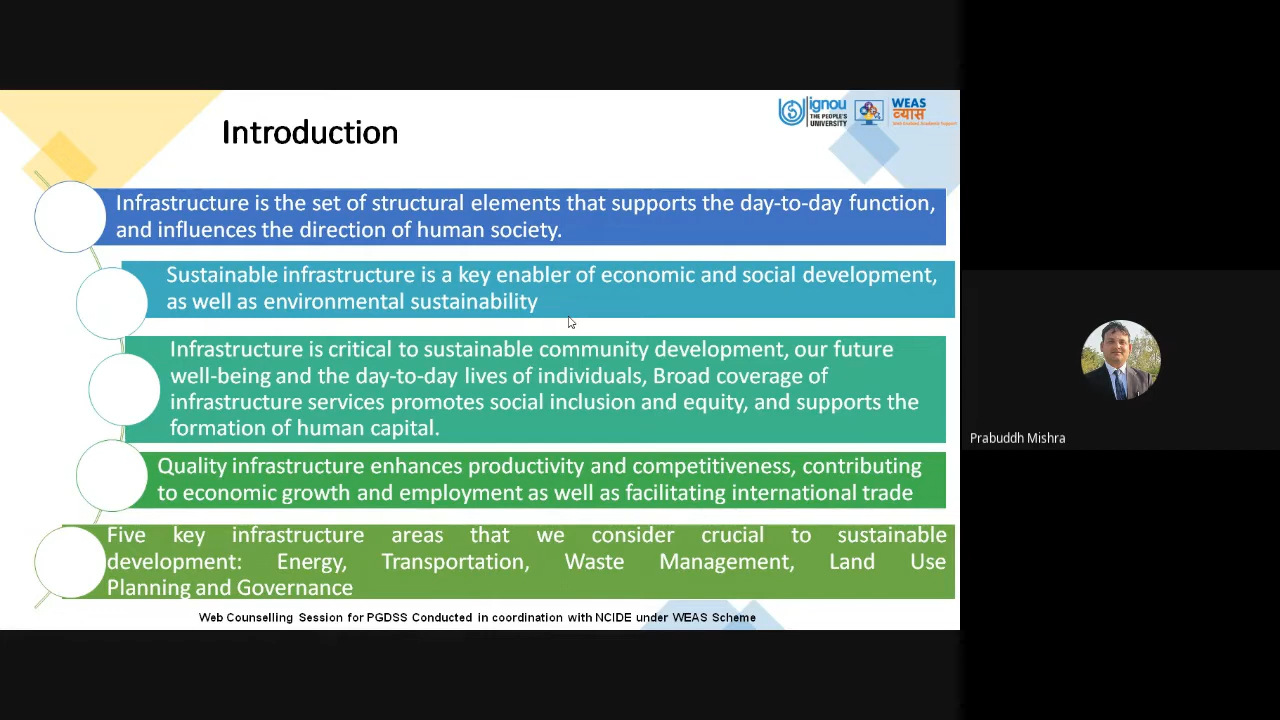 Introduction
ignou
THE PEOPLE'S
UNIVERSITY
WEAS
व्यास
Infrastructure is the set of structural elements that supports the day-to-day function,
and influences the direction of human society.
Sustainable infrastructure is a key enabler of economic and social development,
as well as environmental sustainability
Infrastructure is critical to sustainable community development, our future
well-being and the day-to-day lives of individuals, Broad coverage of
infrastructure services promotes social inclusion and equity, and supports the
formation of human capital.
Quality infrastructure enhances productivity and competitiveness, contributing
to economic growth and employment as well as facilitating international trade
Five key infrastructure areas that we consider crucial to sustainable
development: Energy, Transportation, Waste Management, Land Use
Planning and Governance
Web Counselling Session for PGDSS Conducted in coordination with NCIDE under WEAS Scheme
Prabuddh Mishra